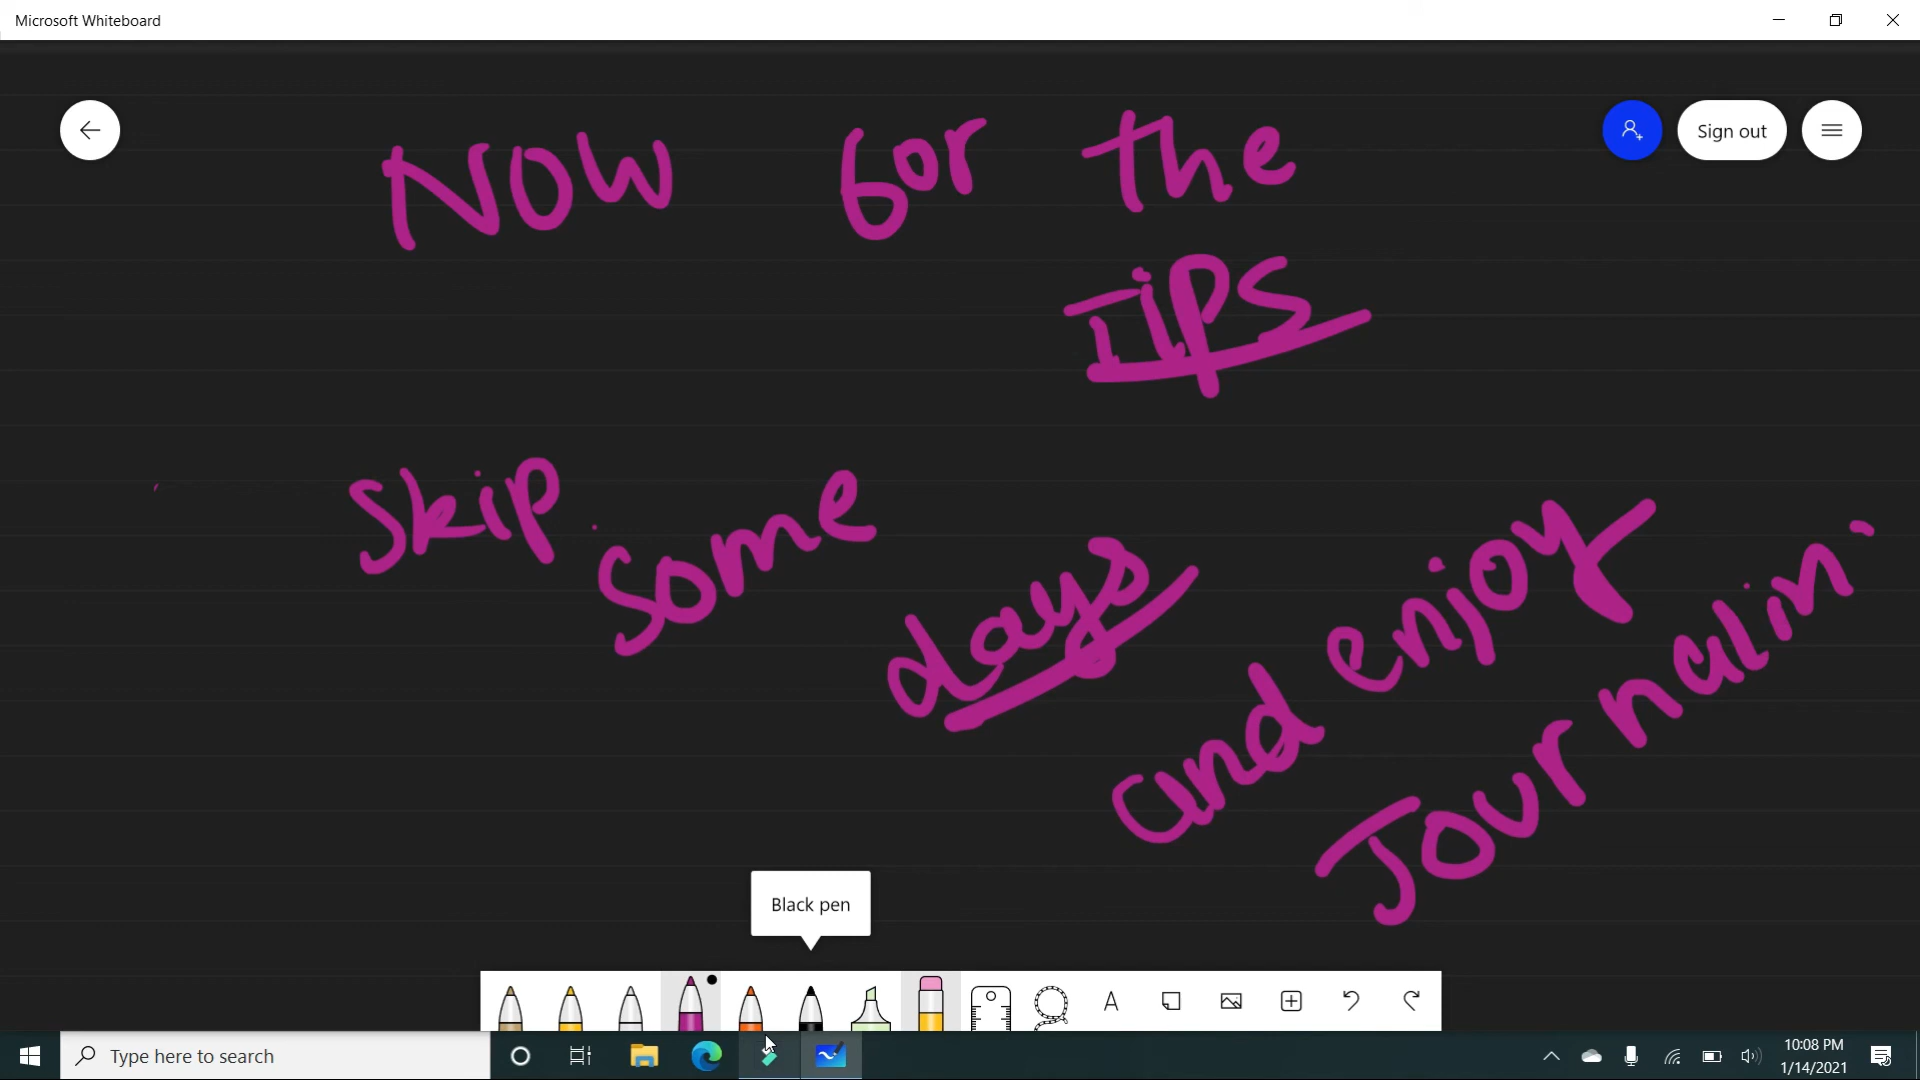 Microsoft Whiteboard
Sign out
Now for the
TIPS
Skip some
days
and enjoy
Journalin
Black pen
A
Type here to search
10:08 PM
1/14/2021